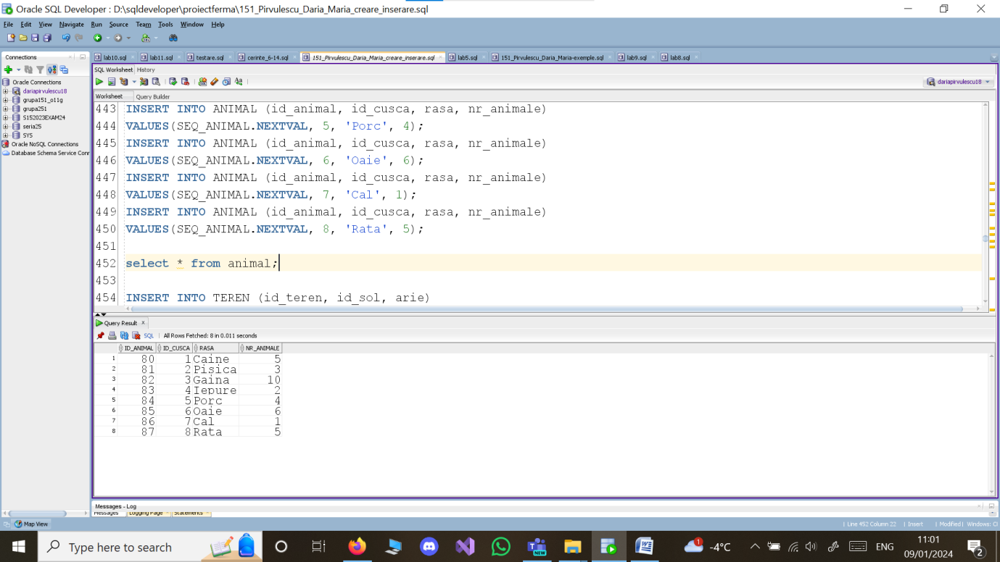 Oracle SQL Developer : D:\sqldeveloper\proiectferma\151_Pirvulescu_Daria_Maria_creare_inserare.sql
File Edit View Navigate Run Source Team Tools Window Help
Connections
lab10.sql lab11.sql testare.sql cerinte_6-14.sql 151_Pirvulescu_Daria_Maria_creare_inserare.sql lab5.sql 151_Pirvulescu_Daria_Maria-exemple.sql lab9.sql lab8.sql
Oracle Connections
dariapirvulescu18
grupa151_o11g
grupa251
S152023EXAM24
seria25
SYS
Oracle NoSQL Connections
Database Schema Service Conn
SQL Worksheet History
dariapirvulescu18
Worksheet Query Builder
443 INSERT INTO ANIMAL (id_animal, id_cusca, rasa, nr_animale)
444 VALUES(SEQ_ANIMAL.NEXTVAL, 5, 'Porc', 4);
445 INSERT INTO ANIMAL (id_animal, id_cusca, rasa, nr_animale)
446 VALUES(SEQ_ANIMAL.NEXTVAL, 6, 'Oaie', 6);
447 INSERT INTO ANIMAL (id_animal, id_cusca, rasa, nr_animale)
448 VALUES(SEQ_ANIMAL.NEXTVAL, 7, 'Cal', 1);
449 INSERT INTO ANIMAL (id_animal, id_cusca, rasa, nr_animale)
450 VALUES(SEQ_ANIMAL.NEXTVAL, 8, 'Rata', 5);
451
452 select * from animal;
453
454 INSERT INTO TEREN (id_teren, id_sol, arie)
Query Result
SQL All Rows Fetched: 8 in 0.011 seconds
ID_ANIMAL ID_CUSCA RASA NR_ANIMALE
1 80 1 Caine 5
2 81 2 Pisica 3
3 82 3 Gaina 10
4 83 4 Iepure 2
5 84 5 Porc 4
6 85 6 Oaie 6
7 86 7 Cal 1
8 87 8 Rata 5
Messages - Log
Messages Logging Page Statements
Map View
Line 452 Column 22 Insert Modified Windows: C
Type here to search
NEW
1 -4°C
ENG
11:01
09/01/2024
2